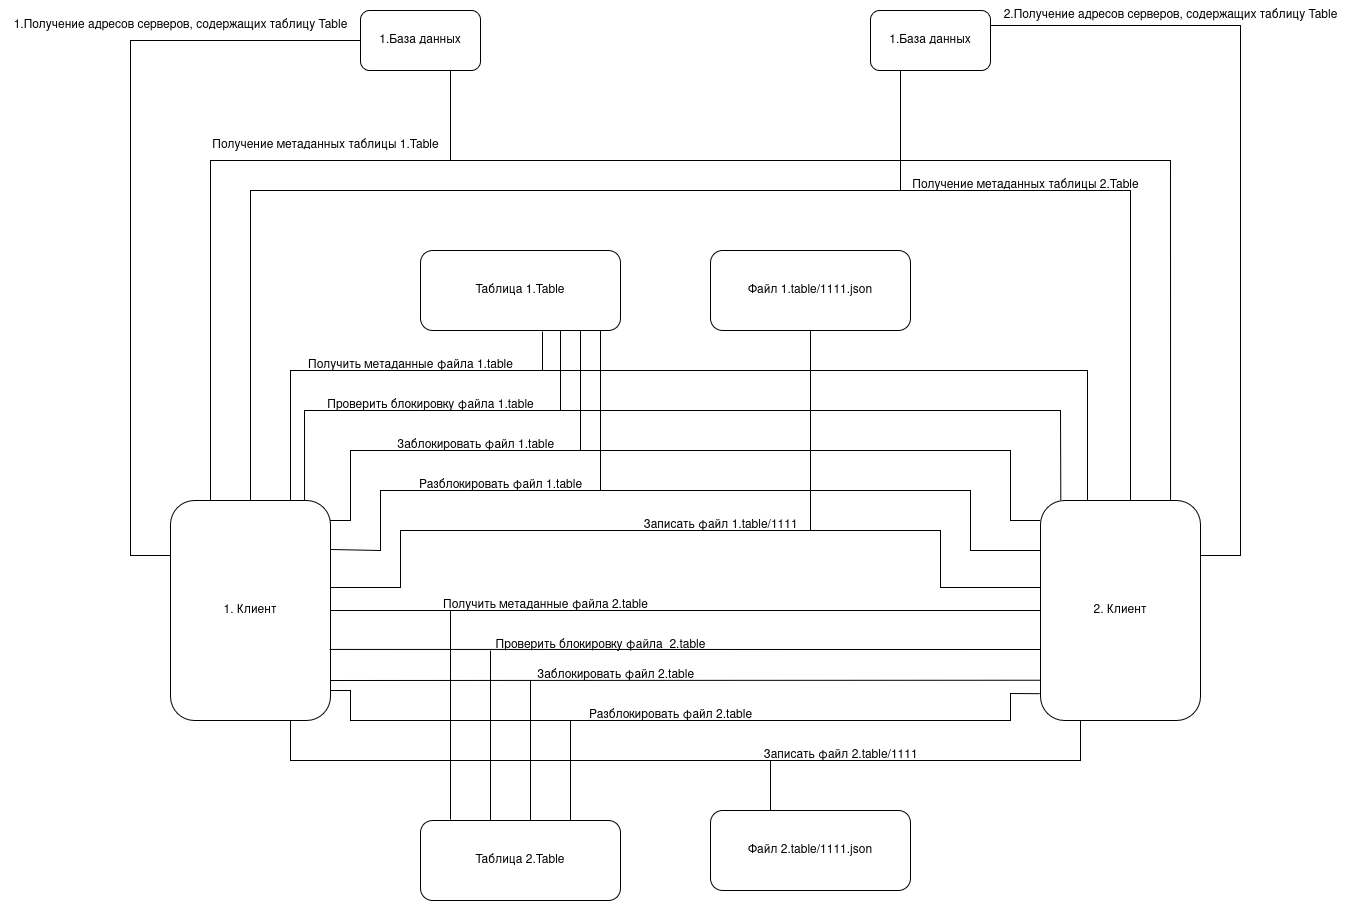 1.Получение адресов серверов, содержащих таблицу Table
1.База данных
1.База данных
2.Получение адресов серверов, содержащих таблицу Table
Получение метаданных таблицы 1.Table
Получение метаданных таблицы 2.Table
Таблица 1.Table
Файл 1.table/1111.json
Получить метаданные файла 1.table
Проверить блокировку файла 1.table
Заблокировать файл 1.table
Разблокировать файл 1.table
Записать файл 1.table/1111
1. Клиент
2. Клиент
Получить метаданные файла 2.table
Проверить блокировку файла  2.table
Заблокировать файл 2.table
Разблокировать файл 2.table
Записать файл 2.table/1111
Таблица 2.Table
Файл 2.table/1111.json